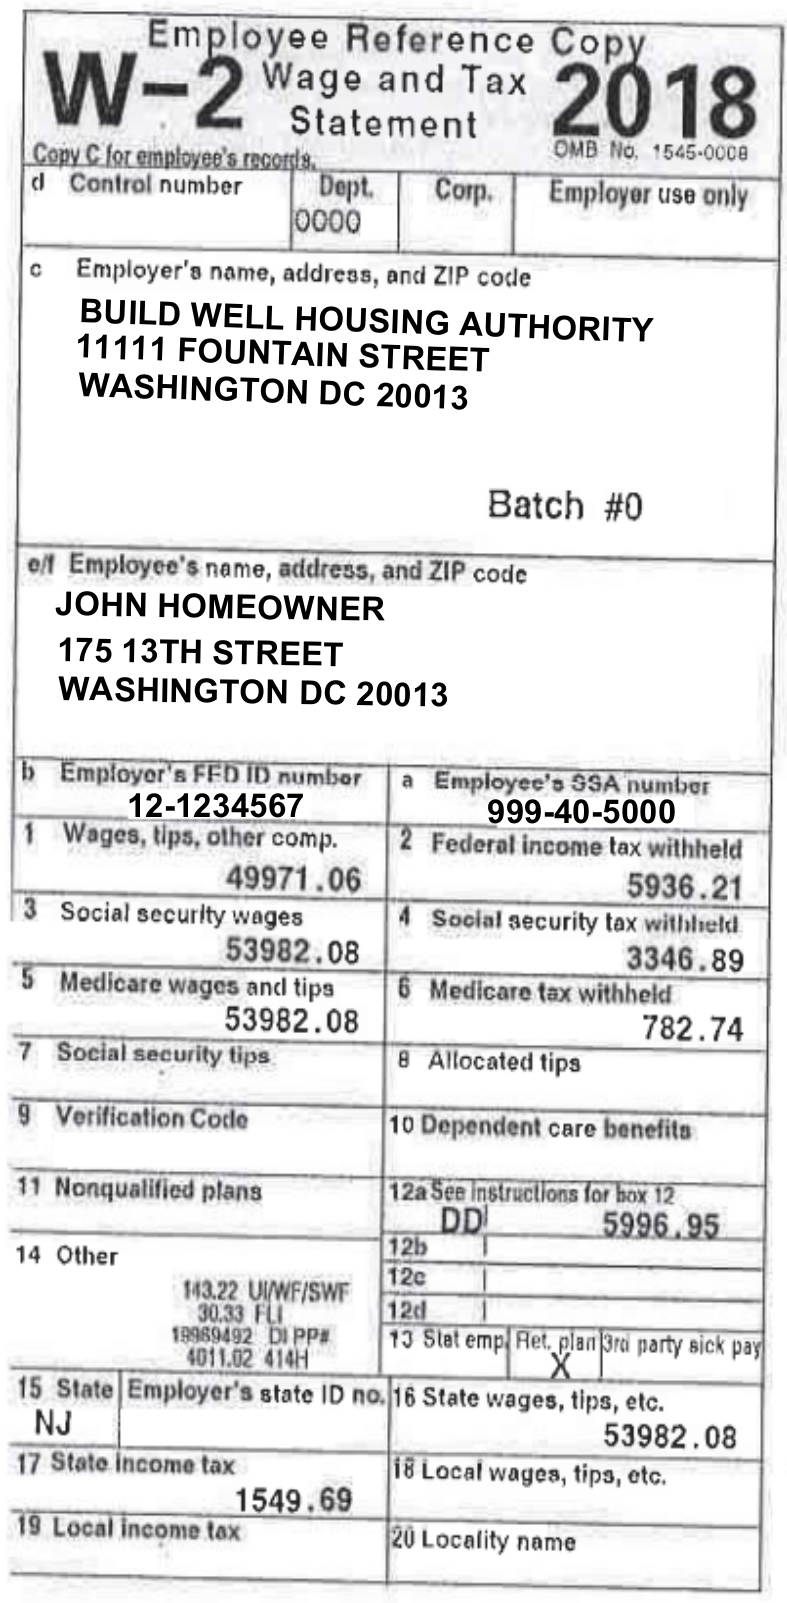 Employee Reference Copy
W-2 Wage and Tax 2018
Statement
Copy C for employee's records.
OMB No. 1545-0008
d Control number
Dept.
0000
Corp.
Employer use only
c Employer's name, address, and ZIP code
BUILD WELL HOUSING AUTHORITY
11111 FOUNTAIN STREET
WASHINGTON DC 20013
Batch #0
e/f Employee's name, address, and ZIP code
JOHN HOMEOWNER
175 13TH STREET
WASHINGTON DC 20013
b Employer's FED ID number
12-1234567
a Employee's SSA number
999-40-5000
1 Wages, tips, other comp.
49971.06
2 Federal income tax withheld
5936.21
3 Social security wages
53982.08
4 Social security tax withheld
3346.89
5 Medicare wages and tips
53982.08
6 Medicare tax withheld
782.74
7 Social security tips
8 Allocated tips
9 Verification Code
10 Dependent care benefits
11 Nonqualified plans
12a See instructions for box 12
DD 5996.95
14 Other
143.22 UI/WF/SWF
30.33 FLI
19969492 DI PP#
4011.02 414H
12b
12c
12d
13 Stat emp. Ret. plan 3rd party sick pay
X
15 State
NJ
Employer's state ID no.
16 State wages, tips, etc.
53982.08
17 State income tax
1549.69
18 Local wages, tips, etc.
19 Local income tax
20 Locality name